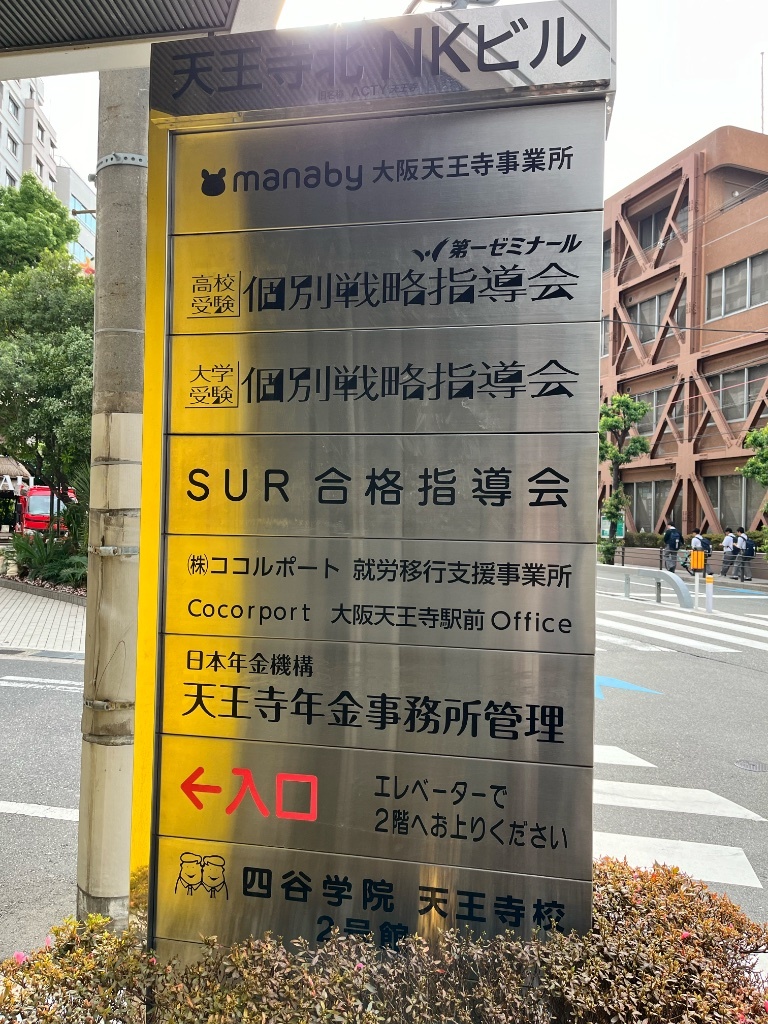 天王寺北NKビル
manaby 大阪天王寺事業所
第一ゼミナール
高校受験 個別戦略指導会
大学受験 個別戦略指導会
SUR 合格指導会
㈱ココルポート 就労移行支援事業所
Cocorport 大阪天王寺駅前Office
日本年金機構
天王寺年金事務所管理
←入口
エレベーターで
2階へお上りください
四谷学院 天王寺校
2号館